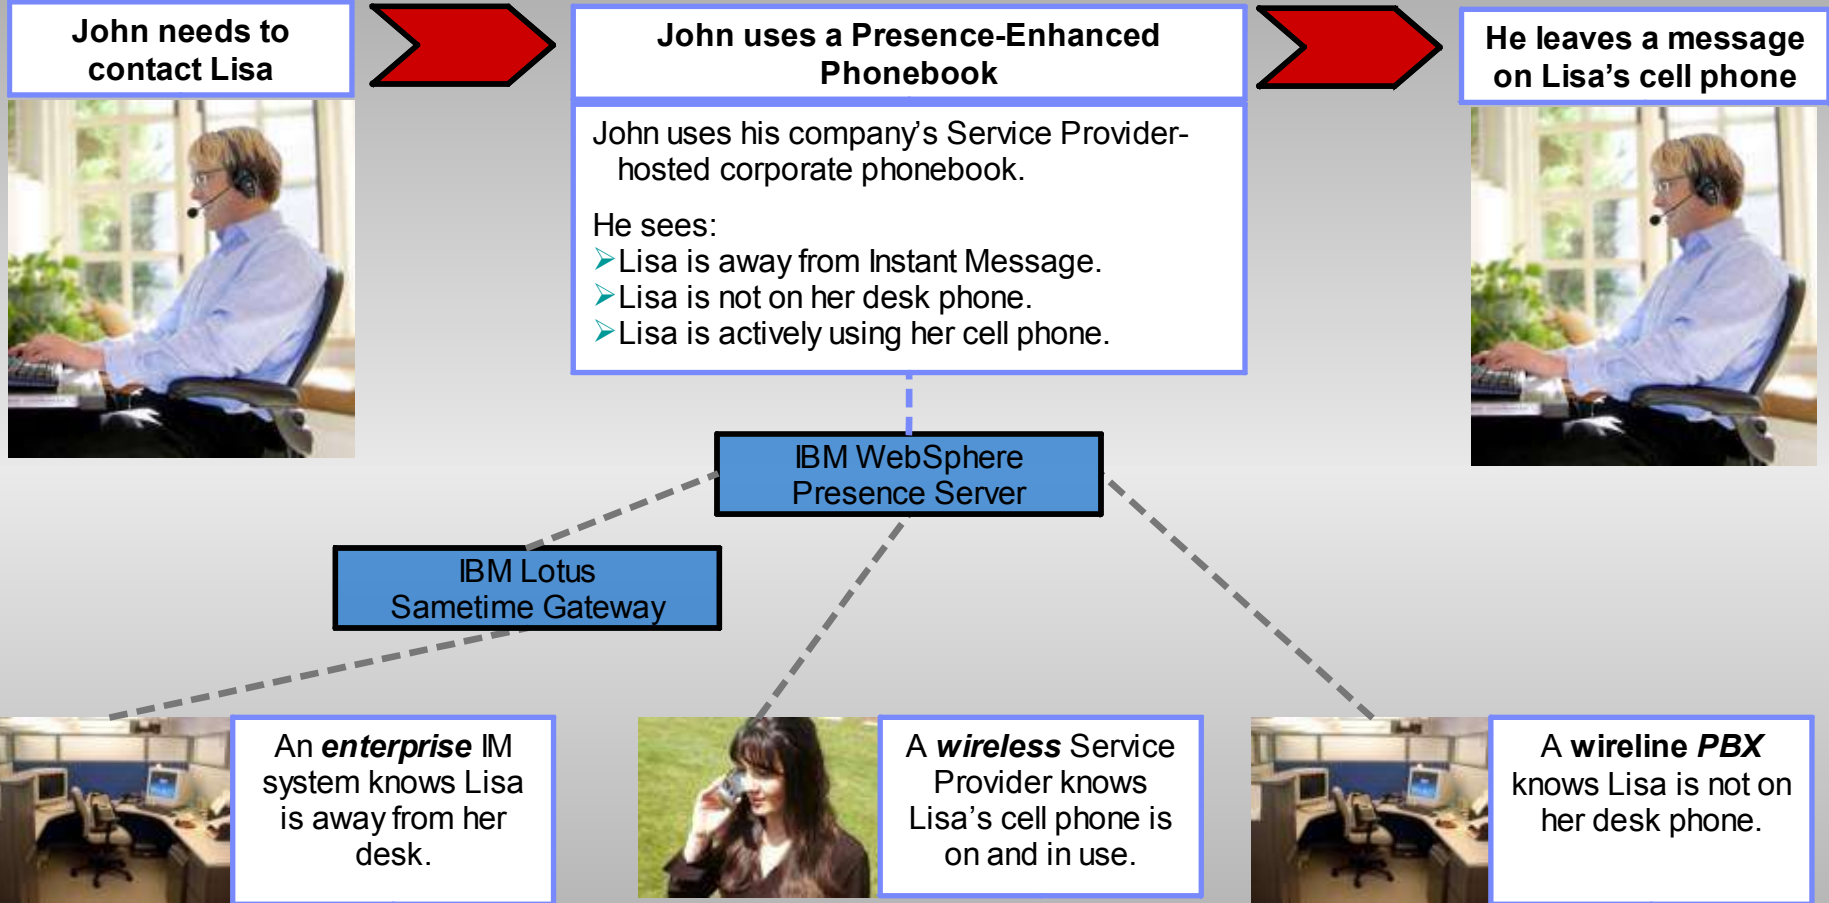 John needs to
contact Lisa
John uses a Presence-Enhanced
Phonebook
He leaves a message
on Lisa’s cell phone
John uses his company’s Service Provider-
hosted corporate phonebook.
He sees:
➢Lisa is away from Instant Message.
➢Lisa is not on her desk phone.
➢Lisa is actively using her cell phone.
IBM WebSphere
Presence Server
IBM Lotus
Sametime Gateway
An enterprise IM
system knows Lisa
is away from her
desk.
A wireless Service
Provider knows
Lisa’s cell phone is
on and in use.
A wireline PBX
knows Lisa is not on
her desk phone.